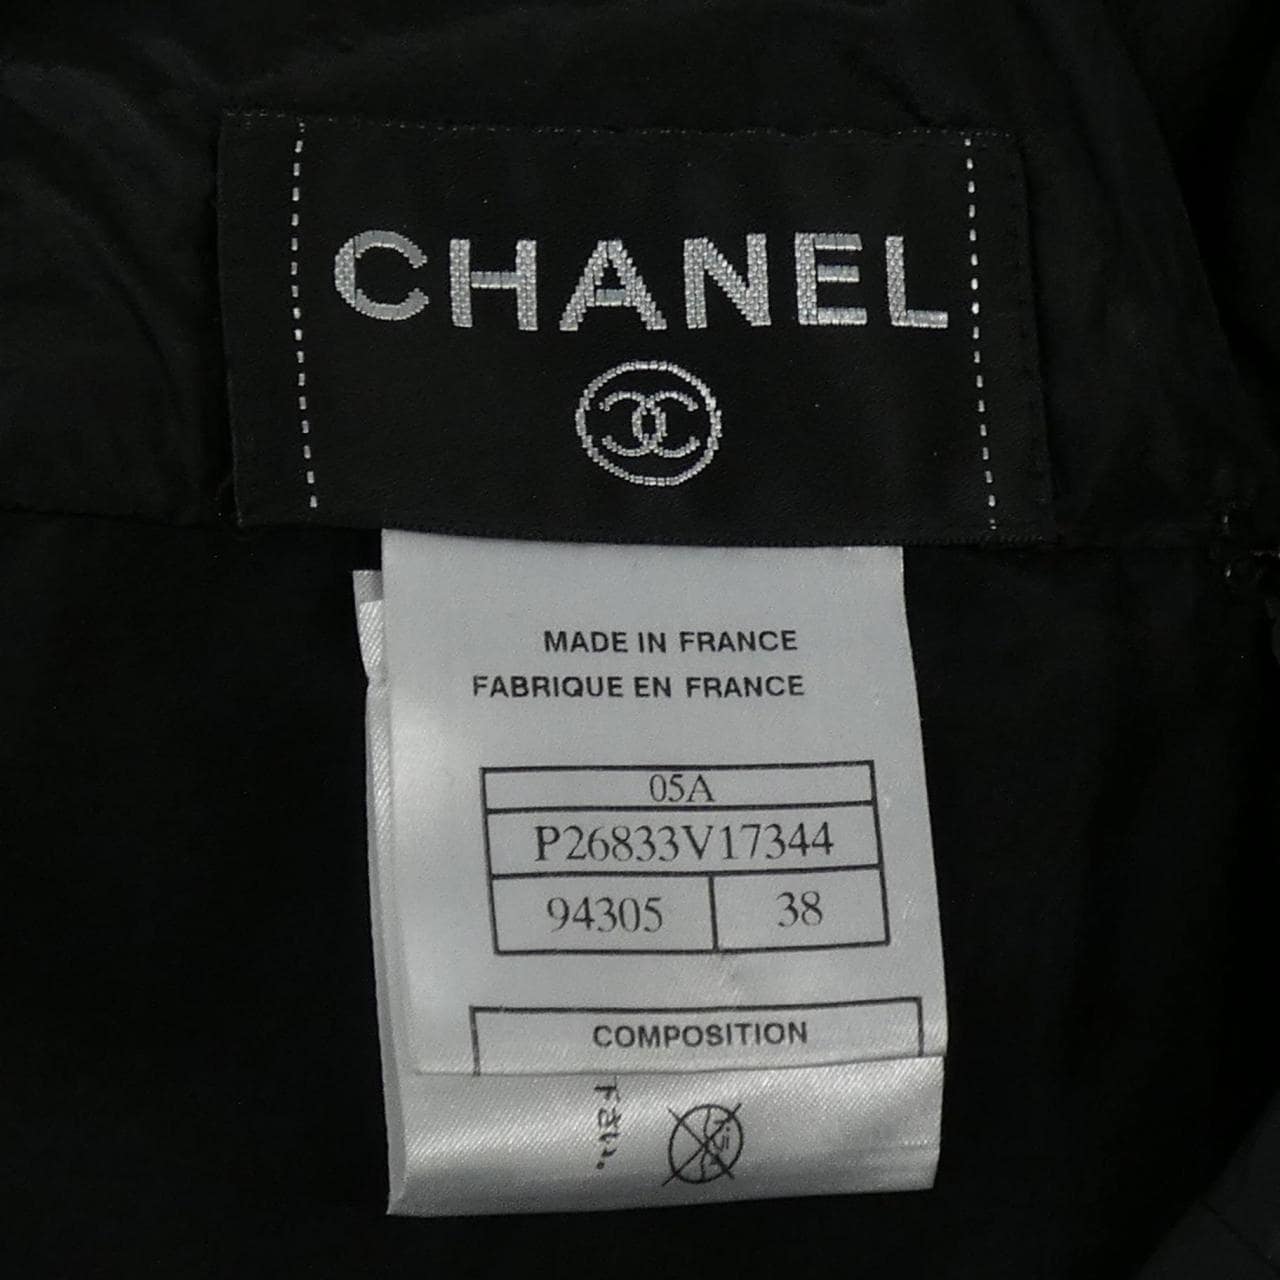 CHANEL
MADE IN FRANCE
FABRIQUE EN FRANCE
05A
P26833V17344
94305 38
COMPOSITION